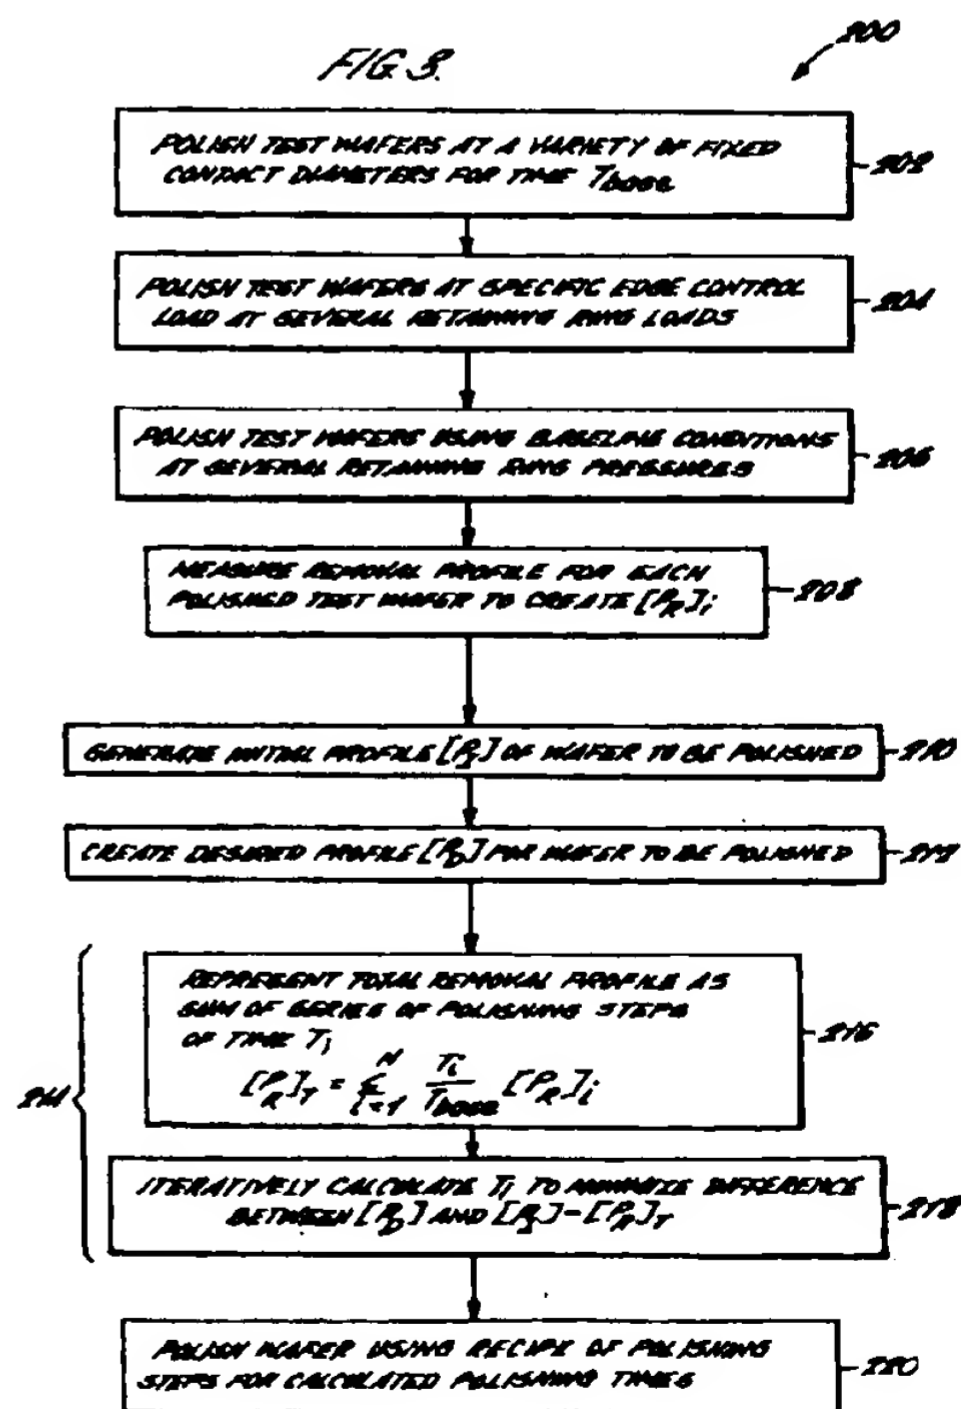 200
FIG 3.
POLISH TEST WAFERS AT A VARIETY OF FIXED
CONTACT DIAMETERS FOR TIME Tbase
202
POLISH TEST WAFERS AT SPECIFIC EDGE CONTROL
LOAD AT SEVERAL RETAINING RING LOADS
204
POLISH TEST WAFERS USING BASELINE CONDITIONS
AT SEVERAL RETAINING RING PRESSURES
206
MEASURE REMOVAL PROFILE FOR EACH
POLISHED TEST WAFER TO CREATE [PR]i
208
GENERATE INITIAL PROFILE [PI] OF WAFER TO BE POLISHED
210
CREATE DESIRED PROFILE [PD] FOR WAFER TO BE POLISHED
REPRESENT TOTAL REMOVAL PROFILE AS
SUM OF SERIES OF POLISHING STEPS
OF TIME Ti
[PR]T = Σ i=1 N Ti/Tbase [PR]i
216
214
ITERATIVELY CALCULATE Ti TO MINIMIZE DIFFERENCE
BETWEEN [PD] AND [PI]-[PR]T
218
POLISH WAFER USING RECIPE OF POLISHING
STEPS FOR CALCULATED POLISHING TIMES
220